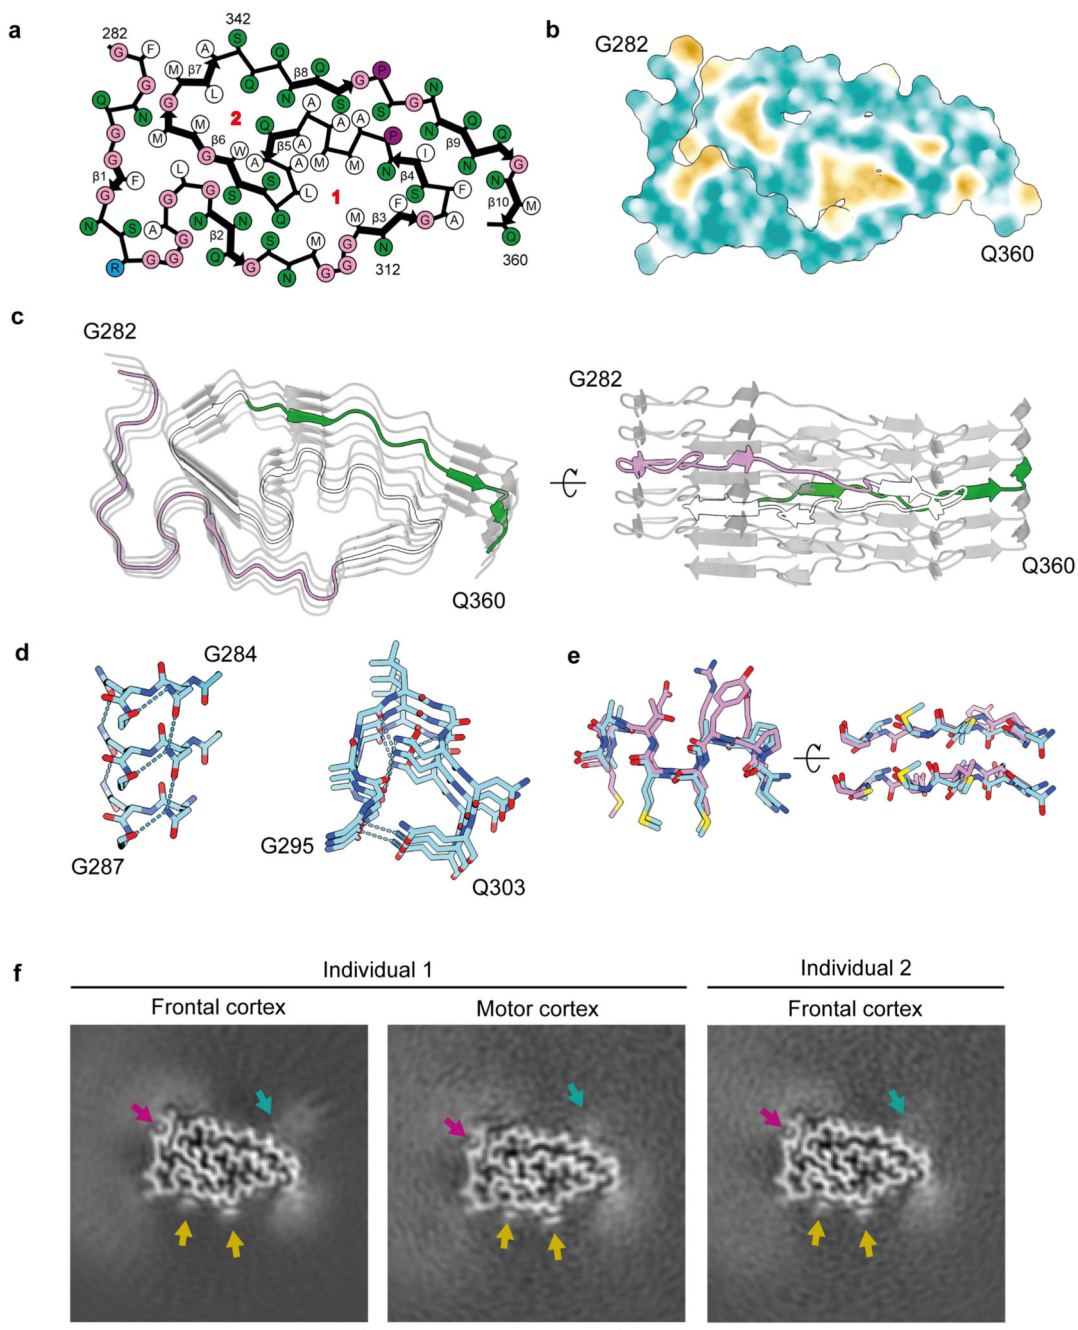 a
282
342
G F A S Q Q P
M β7 L Q β8 N G
Q N G G S S G N
G M M 2 Q A A A P N Q β9
G β6 W β5 A M M I N Q G
β1 F L G A A β4 N N
G A G G S S L 1 S F N β10 M
N S N N Q M β3 F G A Q
R G G G β2 G S M G N
N G G 312 360
b
G282
Q360
c
G282
Q360
G282
Q360
d
G284
G287
G295
Q303
e
f
Individual 1
Individual 2
Frontal cortex
Motor cortex
Frontal cortex